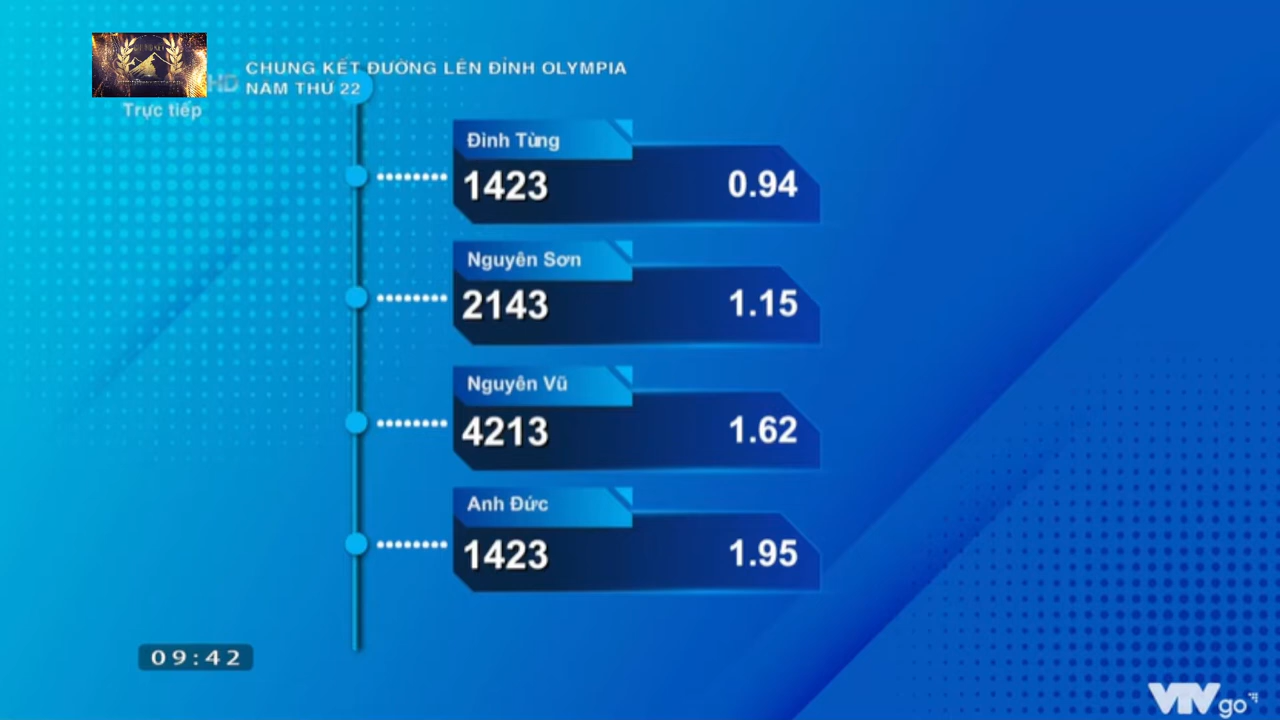 CHUNG KẾT ĐƯỜNG LÊN ĐỈNH OLYMPIA
HD NĂM THỨ 22
Trực tiếp
Đình Tùng
1423 0.94
Nguyên Sơn
2143 1.15
Nguyên Vũ
4213 1.62
Anh Đức
1423 1.95
09:42
VTVgo